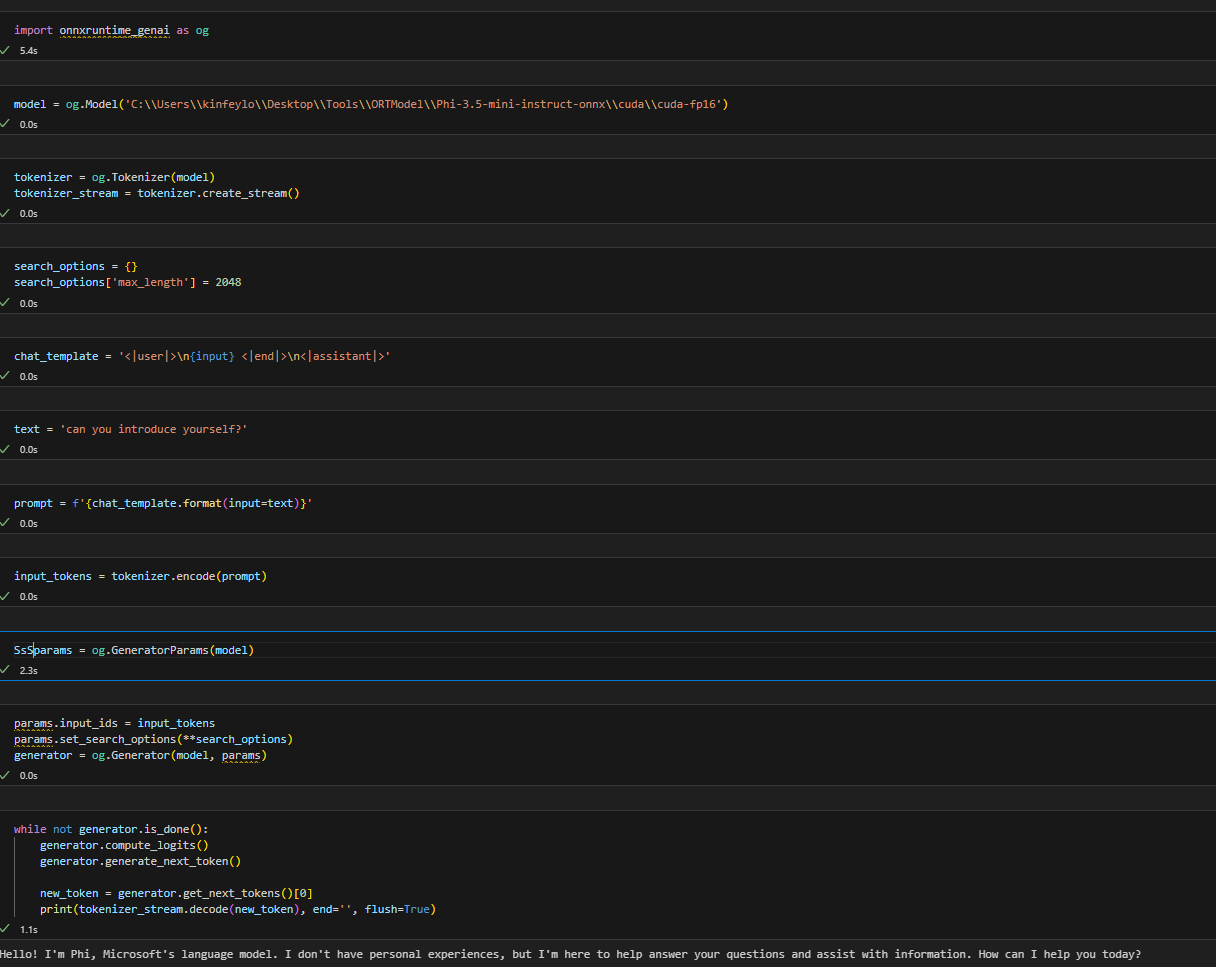 import onnxruntime_genai as og
5.4s
model = og.Model('C:\\Users\\kinfeylo\\Desktop\\Tools\\ORTModel\\Phi-3.5-mini-instruct-onnx\\cuda\\cuda-fp16')
0.0s
tokenizer = og.Tokenizer(model)
tokenizer_stream = tokenizer.create_stream()
0.0s
search_options = {}
search_options['max_length'] = 2048
0.0s
chat_template = '<|user|>\n{input} <|end|>\n<|assistant|>'
0.0s
text = 'can you introduce yourself?'
0.0s
prompt = f'{chat_template.format(input=text)}'
0.0s
input_tokens = tokenizer.encode(prompt)
0.0s
SsSparams = og.GeneratorParams(model)
2.3s
params.input_ids = input_tokens
params.set_search_options(**search_options)
generator = og.Generator(model, params)
0.0s
while not generator.is_done():
    generator.compute_logits()
    generator.generate_next_token()
    new_token = generator.get_next_tokens()[0]
    print(tokenizer_stream.decode(new_token), end='', flush=True)
1.1s
Hello! I'm Phi, Microsoft's language model. I don't have personal experiences, but I'm here to help answer your questions and assist with information. How can I help you today?